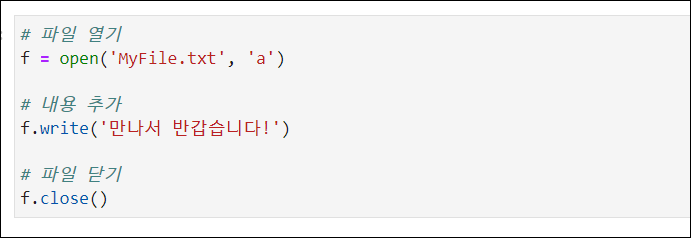 # 파일 열기
f = open('MyFile.txt', 'a')
# 내용 추가
f.write('만나서 반갑습니다!')
# 파일 닫기
f.close()